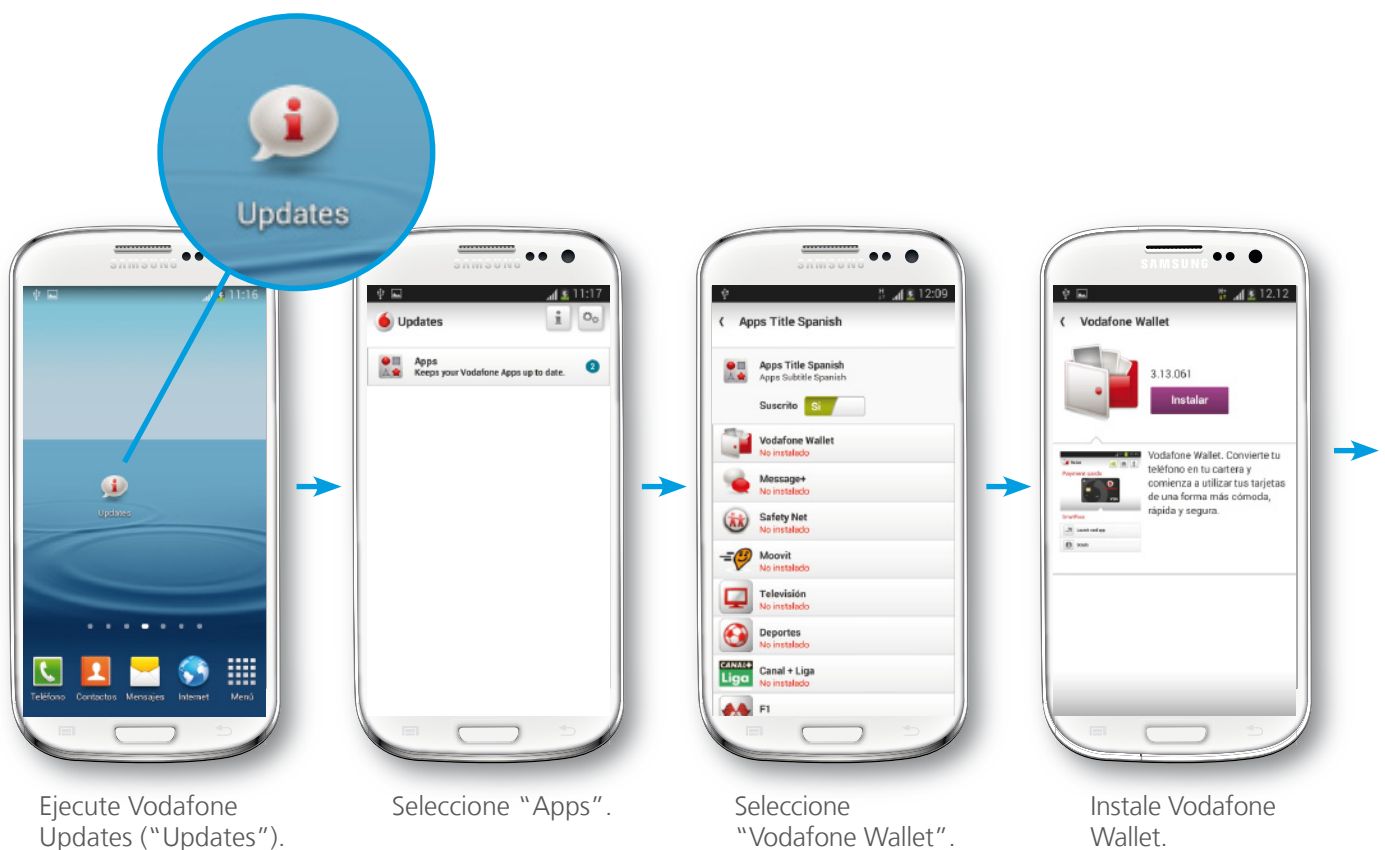 Updates
SAMSUNG
11:16
Updates
Teléfono Contactos Mensajes Internet Menú
Ejecute Vodafone
Updates ("Updates").
SAMSUNG
11:17
Updates
Apps
Keeps your Vodafone Apps up to date.
2
Seleccione "Apps".
SAMSUNG
12:09
Apps Title Spanish
Apps Title Spanish
Apps Subtitle Spanish
Suscrito Si
Vodafone Wallet
No instalado
Message+
No instalado
Safety Net
No instalado
Moovit
No instalado
Televisión
No instalado
Deportes
No instalado
CANAL+
Liga
Canal + Liga
No instalado
F1
Seleccione
"Vodafone Wallet".
SAMSUNG
12.12
Vodafone Wallet
3.13.061
Instalar
Vodafone Wallet. Convierte tu
teléfono en tu cartera y
comienza a utilizar tus tarjetas
de una forma más cómoda,
rápida y segura.
Payment cards
Instale Vodafone
Wallet.